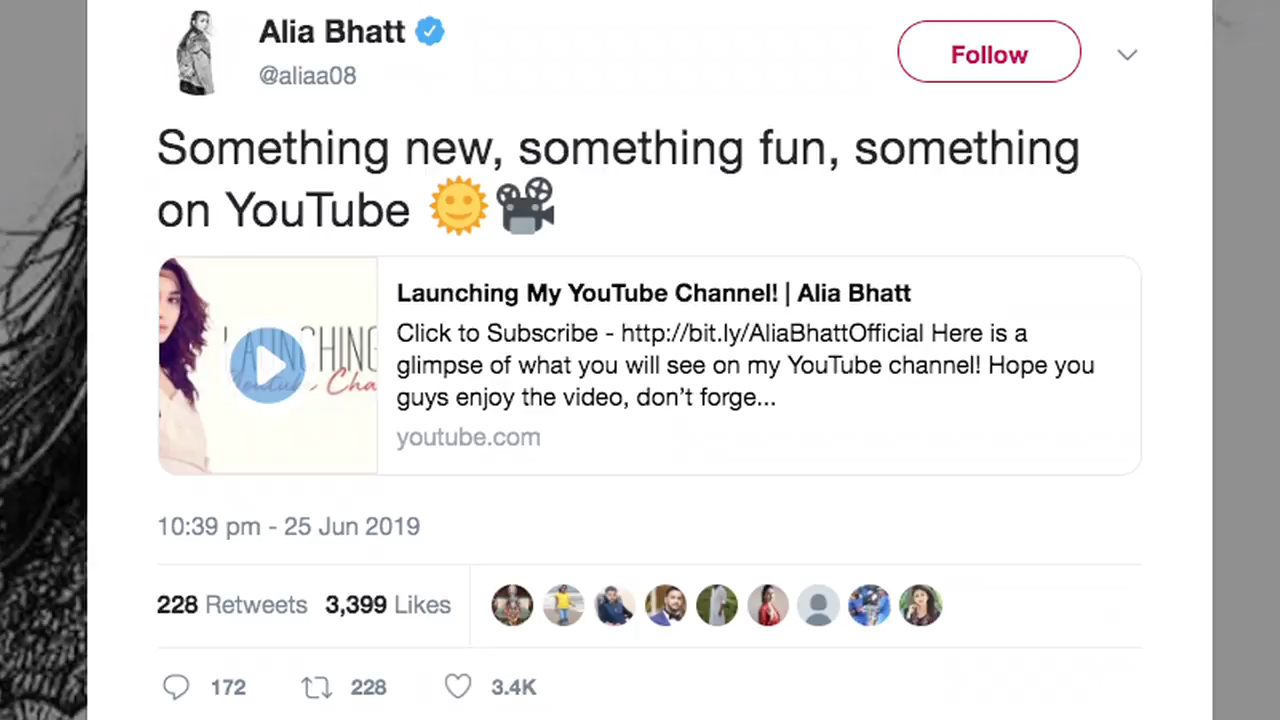 Alia Bhatt
@aliaa08
Follow
Something new, something fun, something
on YouTube 🌞🎥
Launching My YouTube Channel! | Alia Bhatt
Click to Subscribe - http://bit.ly/AliaBhattOfficial Here is a
glimpse of what you will see on my YouTube channel! Hope you
guys enjoy the video, don’t forge...
youtube.com
LAUNCHING
Youtube Cha
10:39 pm - 25 Jun 2019
228 Retweets 3,399 Likes
172 228 3.4K